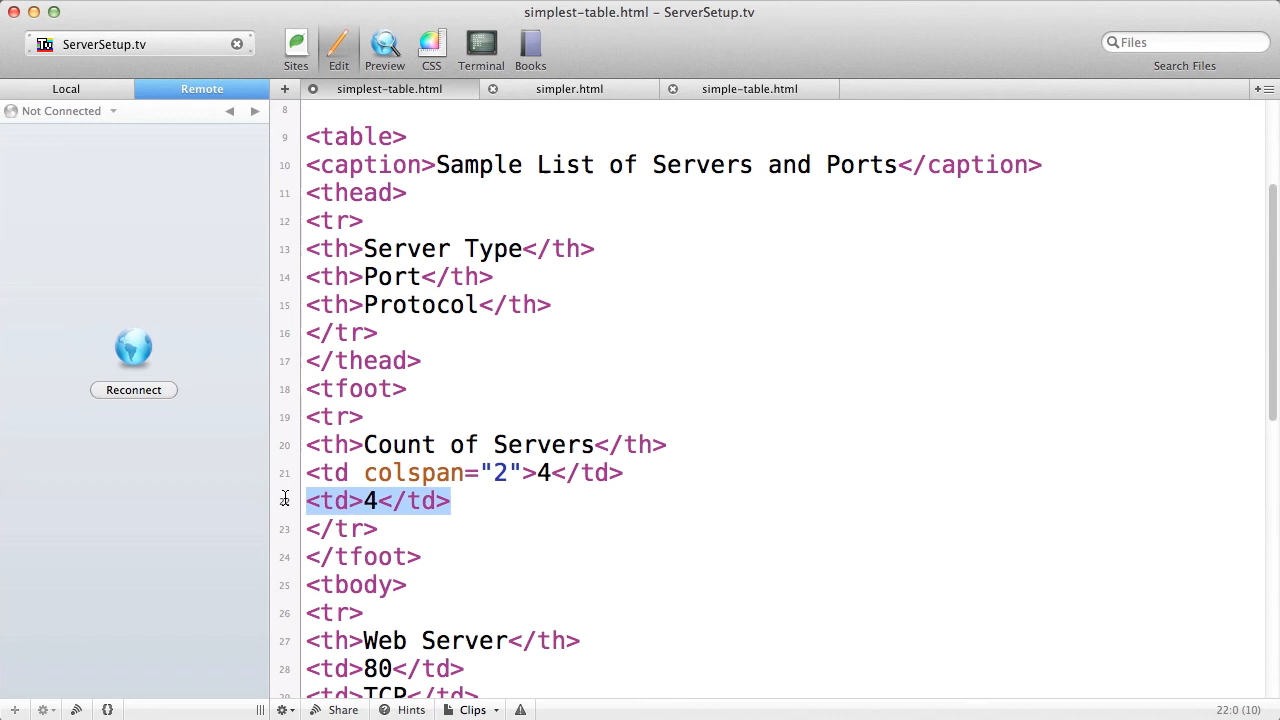 simplest-table.html – ServerSetup.tv
Tv ServerSetup.tv
Sites Edit Preview CSS Terminal Books
Files
Search Files
Local Remote
simplest-table.html simpler.html simple-table.html
Not Connected
Reconnect
8
9 <table>
10 <caption>Sample List of Servers and Ports</caption>
11 <thead>
12 <tr>
13 <th>Server Type</th>
14 <th>Port</th>
15 <th>Protocol</th>
16 </tr>
17 </thead>
18 <tfoot>
19 <tr>
20 <th>Count of Servers</th>
21 <td colspan="2">4</td>
22 <td>4</td>
23 </tr>
24 </tfoot>
25 <tbody>
26 <tr>
27 <th>Web Server</th>
28 <td>80</td>
29 <td>TCP</td>
Share Hints Clips 22:0 (10)